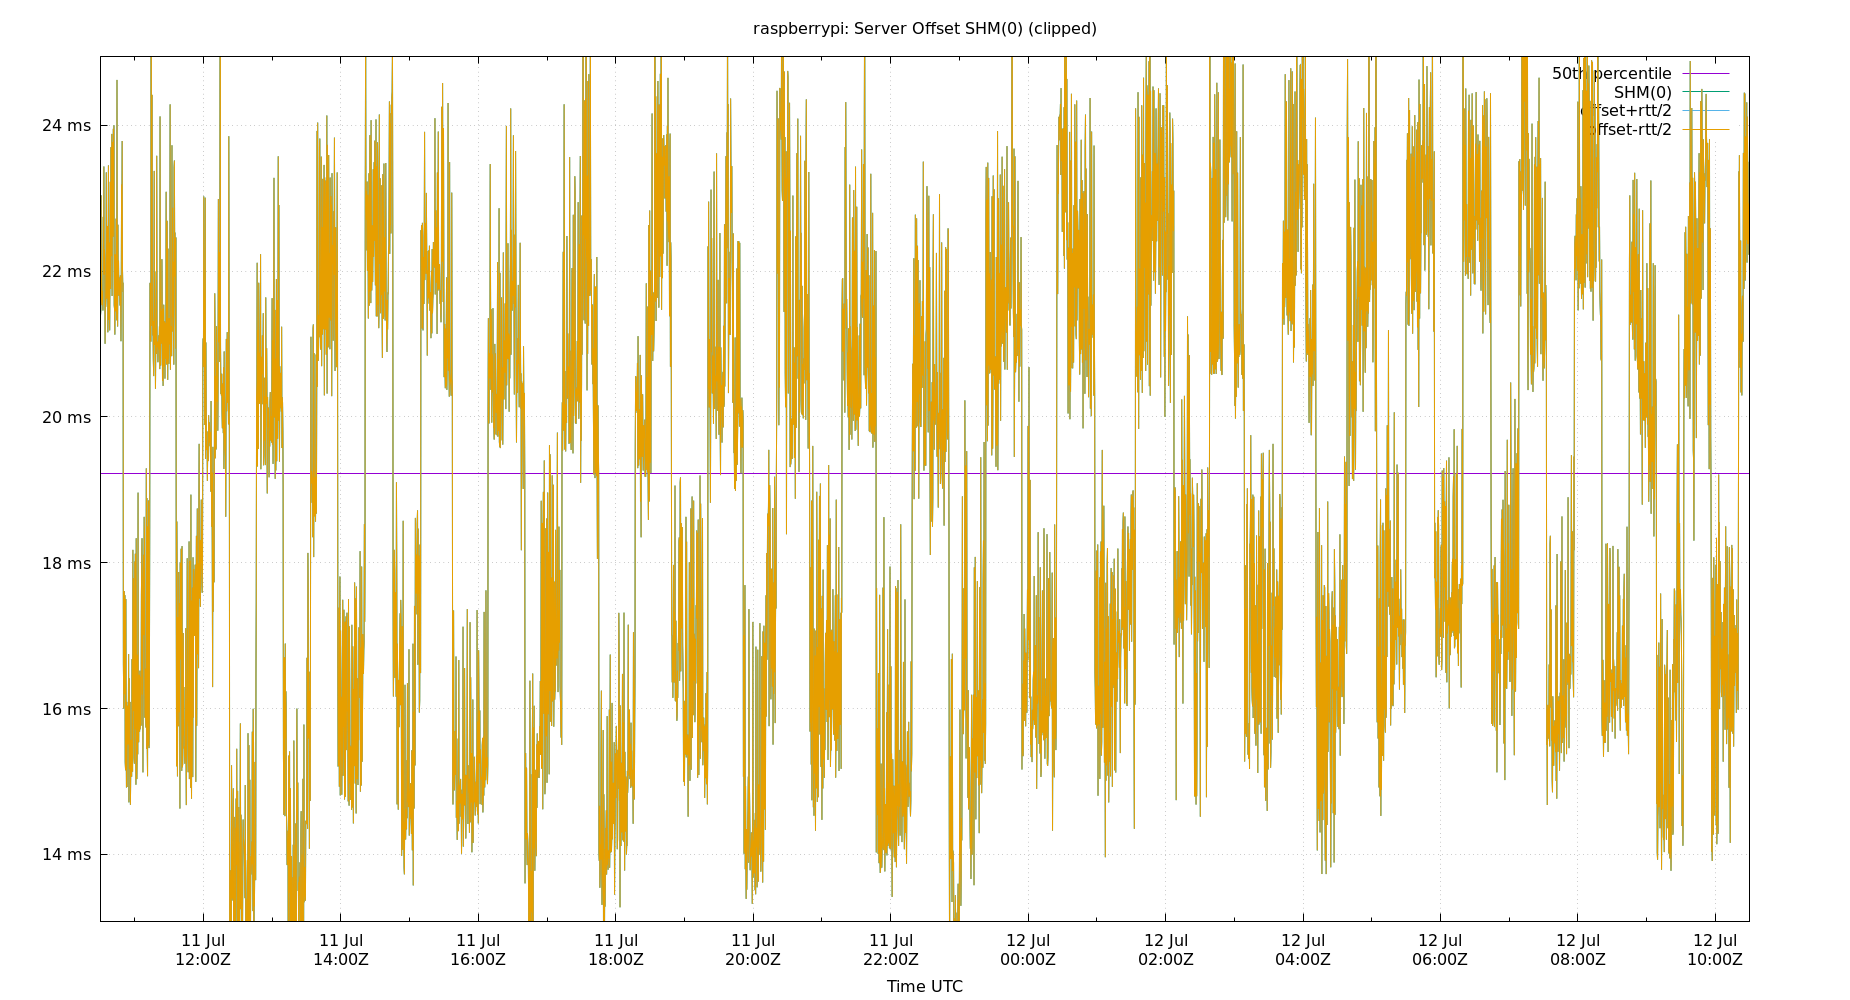 raspberrypi: Server Offset SHM(0) (clipped)
50th percentile
SHM(0)
offset+rtt/2
offset-rtt/2
24 ms
22 ms
20 ms
18 ms
16 ms
14 ms
11 Jul 11 Jul 11 Jul 11 Jul 11 Jul 11 Jul 12 Jul 12 Jul 12 Jul 12 Jul 12 Jul 12 Jul
12:00Z 14:00Z 16:00Z 18:00Z 20:00Z 22:00Z 00:00Z 02:00Z 04:00Z 06:00Z 08:00Z 10:00Z
Time UTC